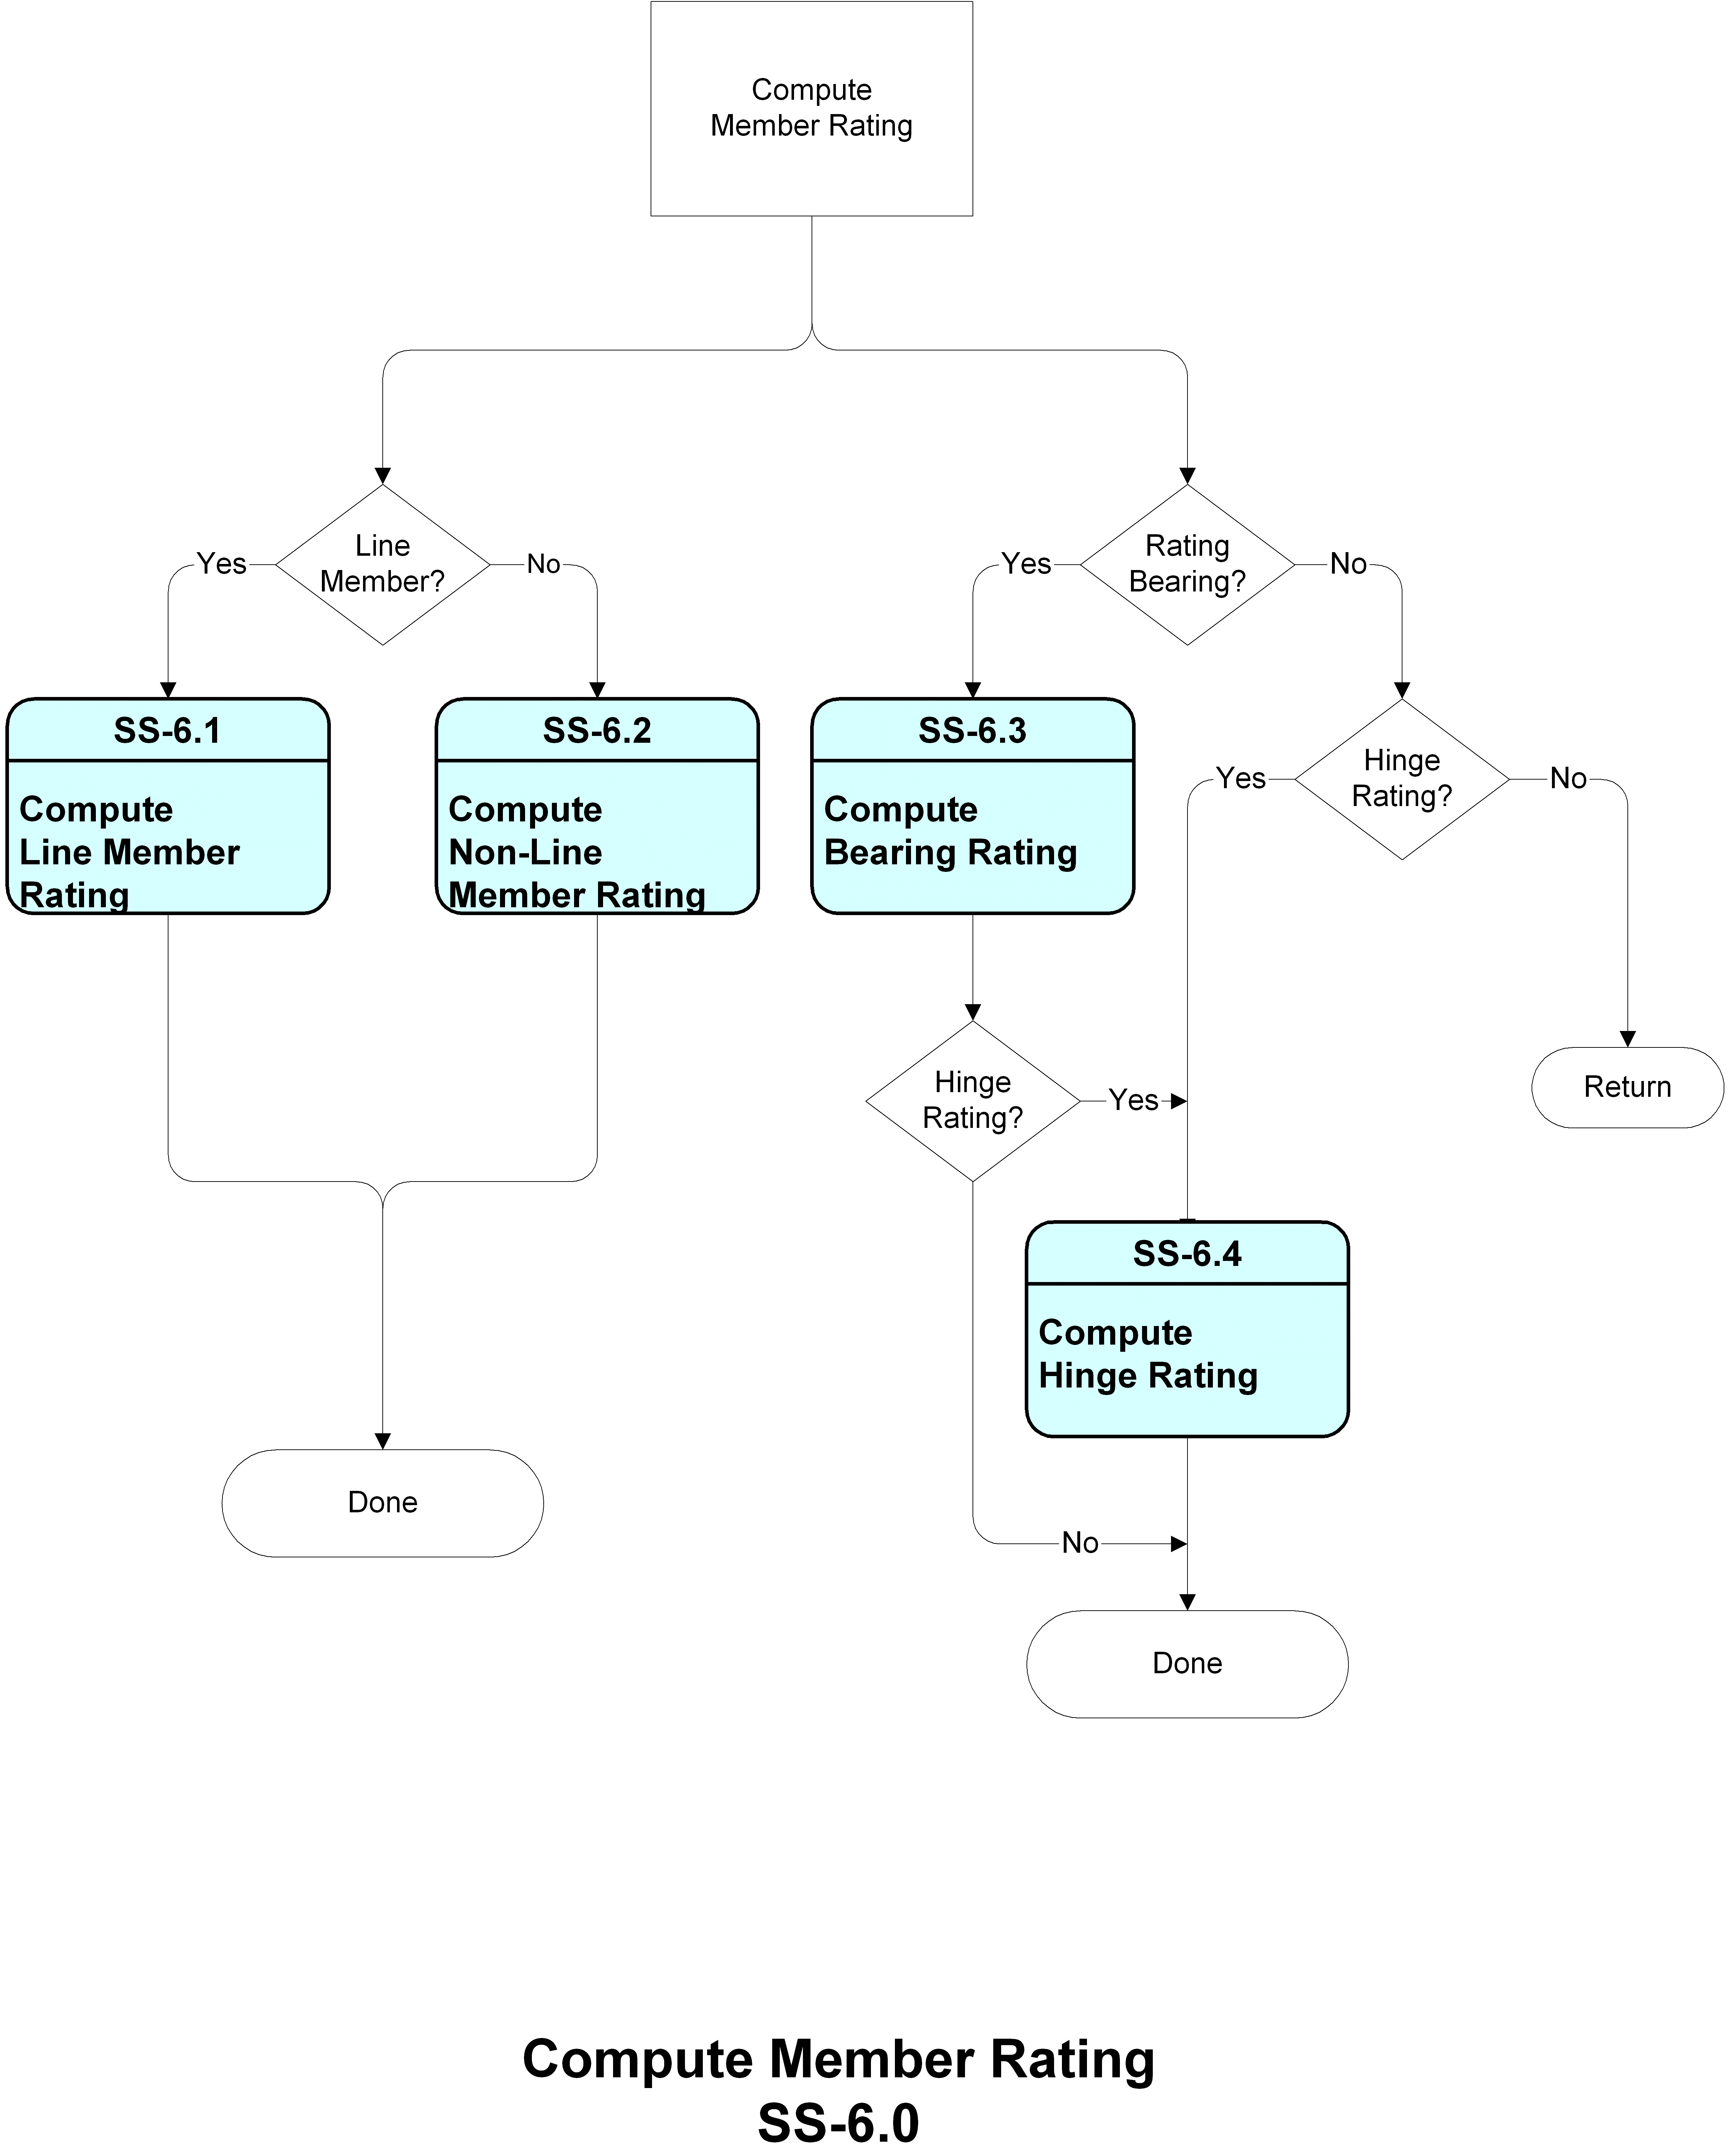 Compute
Member Rating
Line
Member?
Yes
No
Rating
Bearing?
Yes
No
SS-6.1
Compute
Line Member
Rating
SS-6.2
Compute
Non-Line
Member Rating
SS-6.3
Compute
Bearing Rating
Hinge
Rating?
Yes
No
Hinge
Rating?
Yes
No
Return
SS-6.4
Compute
Hinge Rating
Done
Done
Compute Member Rating
SS-6.0